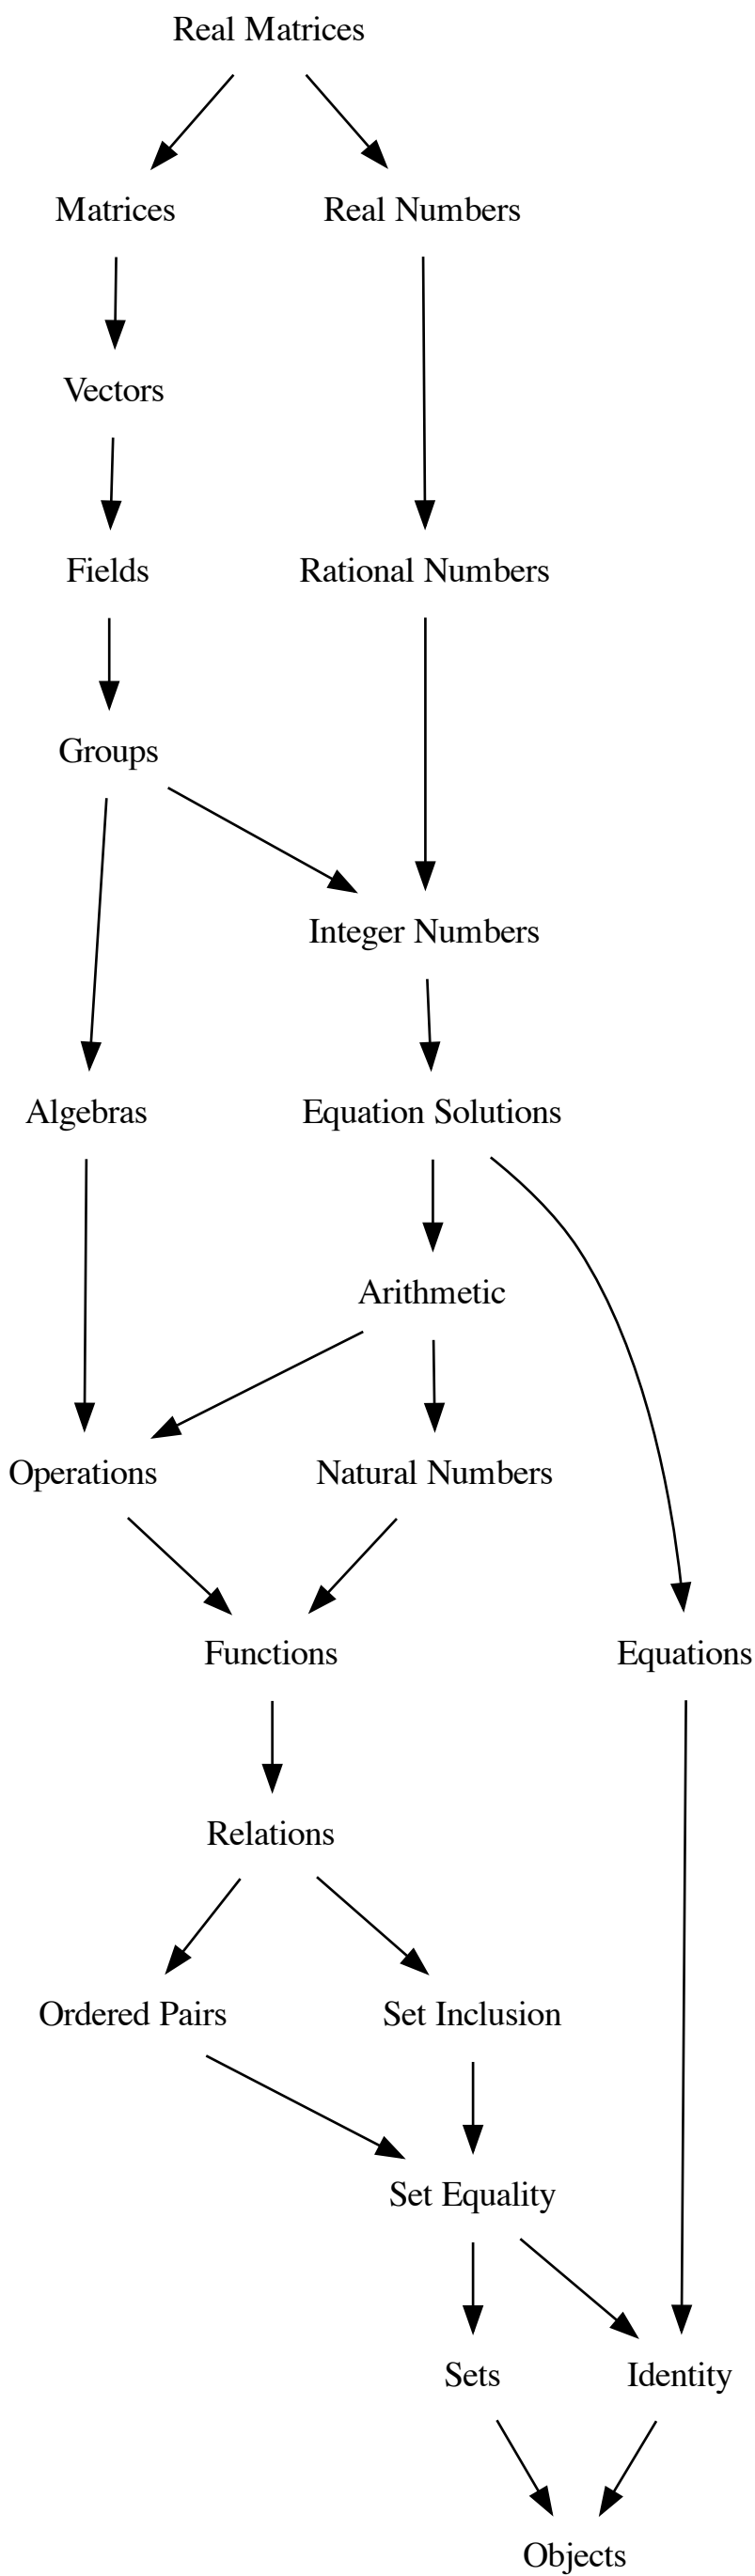 Real Matrices
Matrices
Real Numbers
Vectors
Fields
Rational Numbers
Groups
Integer Numbers
Algebras
Equation Solutions
Arithmetic
Operations
Natural Numbers
Functions
Equations
Relations
Ordered Pairs
Set Inclusion
Set Equality
Sets
Identity
Objects